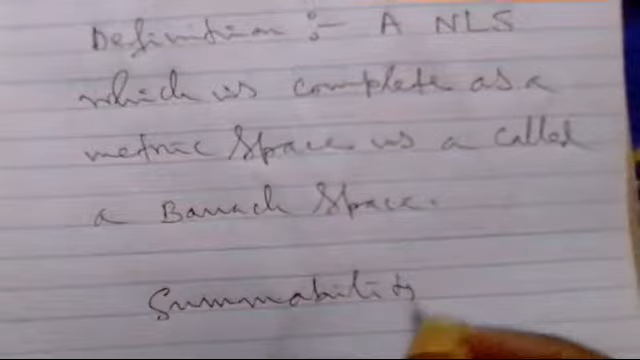 Definition :- A NLS
which is complete as a
metric Space is a called
a Banach Space.
Summability